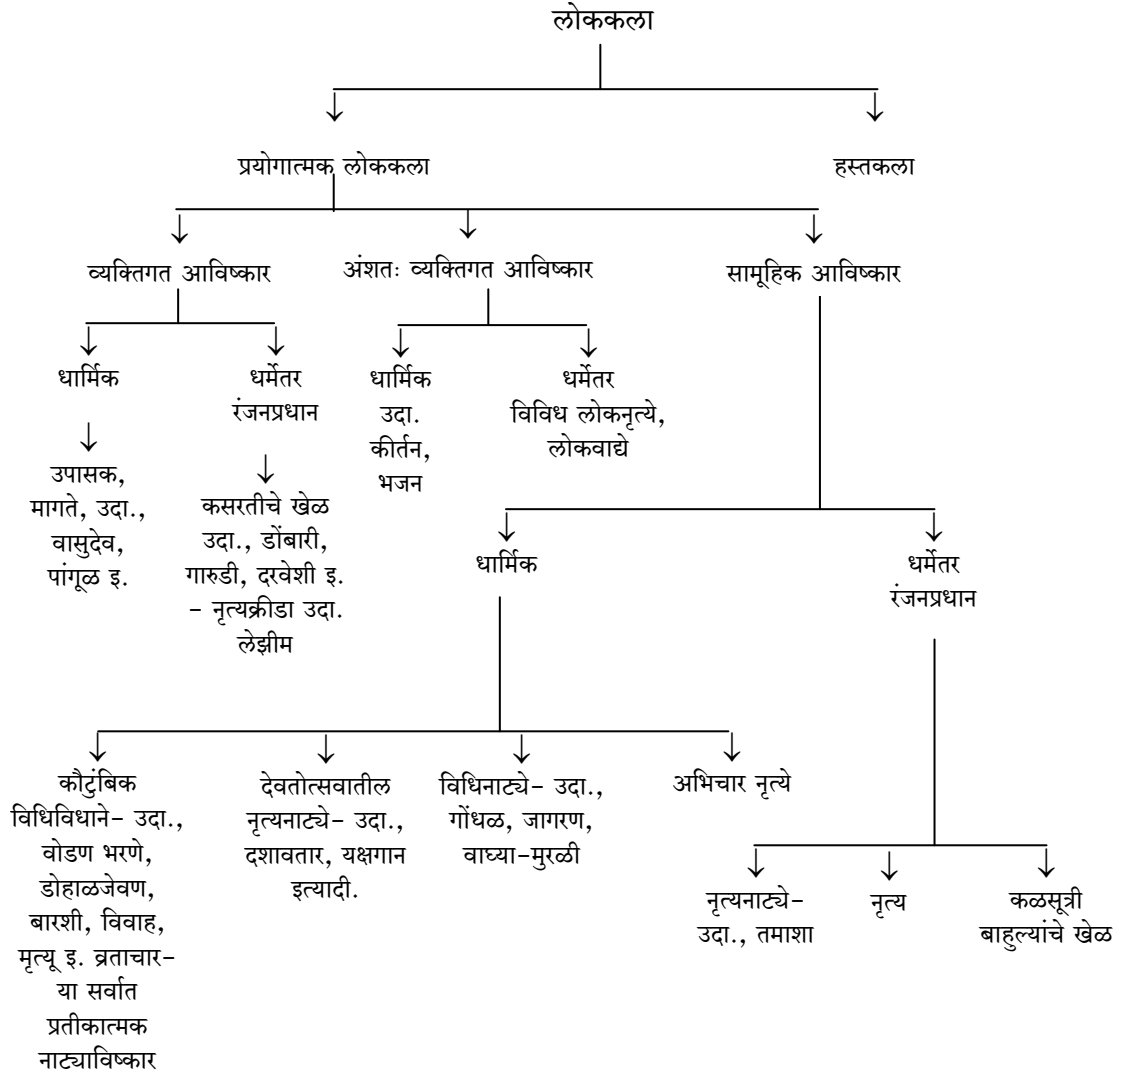 लोककला
प्रयोगात्मक लोककला
हस्तकला
व्यक्तिगत आविष्कार
अंशतः व्यक्तिगत आविष्कार
सामूहिक आविष्कार
धार्मिक
उपासक,
मागते, उदा.,
वासुदेव,
पांगूळ इ.
धर्मेतर
रंजनप्रधान
कसरतीचे खेळ
उदा., डोंबारी,
गारुडी, दरवेशी इ.
- नृत्यक्रीडा उदा.
लेझीम
धार्मिक
उदा.
कीर्तन,
भजन
धर्मेतर
विविध लोकनृत्ये,
लोकवाद्ये
धार्मिक
धर्मेतर
रंजनप्रधान
कौटुंबिक
विधिविधाने- उदा.,
वोडण भरणे,
डोहाळजेवण,
बारशी, विवाह,
मृत्यू इ. व्रताचार-
या सर्वात
प्रतीकात्मक
नाट्याविष्कार
देवतोत्सवातील
नृत्यनाट्ये- उदा.,
दशावतार, यक्षगान
इत्यादी.
विधिनाट्ये- उदा.,
गोंधळ, जागरण,
वाघ्या-मुरळी
अभिचार नृत्ये
नृत्यनाट्ये-
उदा., तमाशा
नृत्य
कळसूत्री
बाहुल्यांचे खेळ